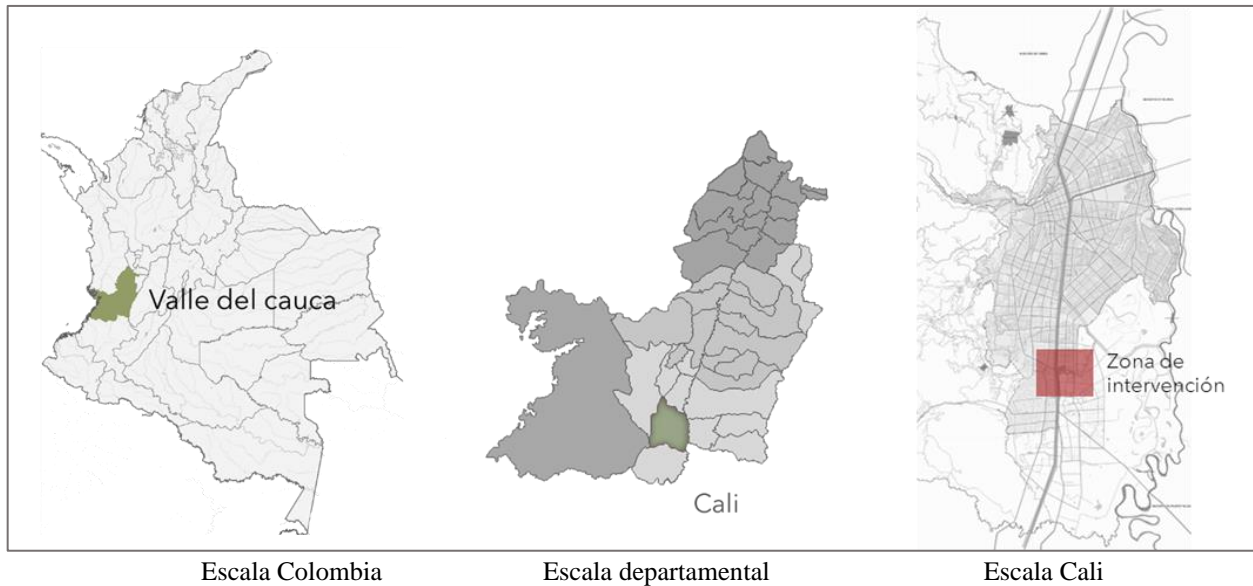 Valle del cauca
Cali
Zona de
intervención
Escala Colombia
Escala departamental
Escala Cali